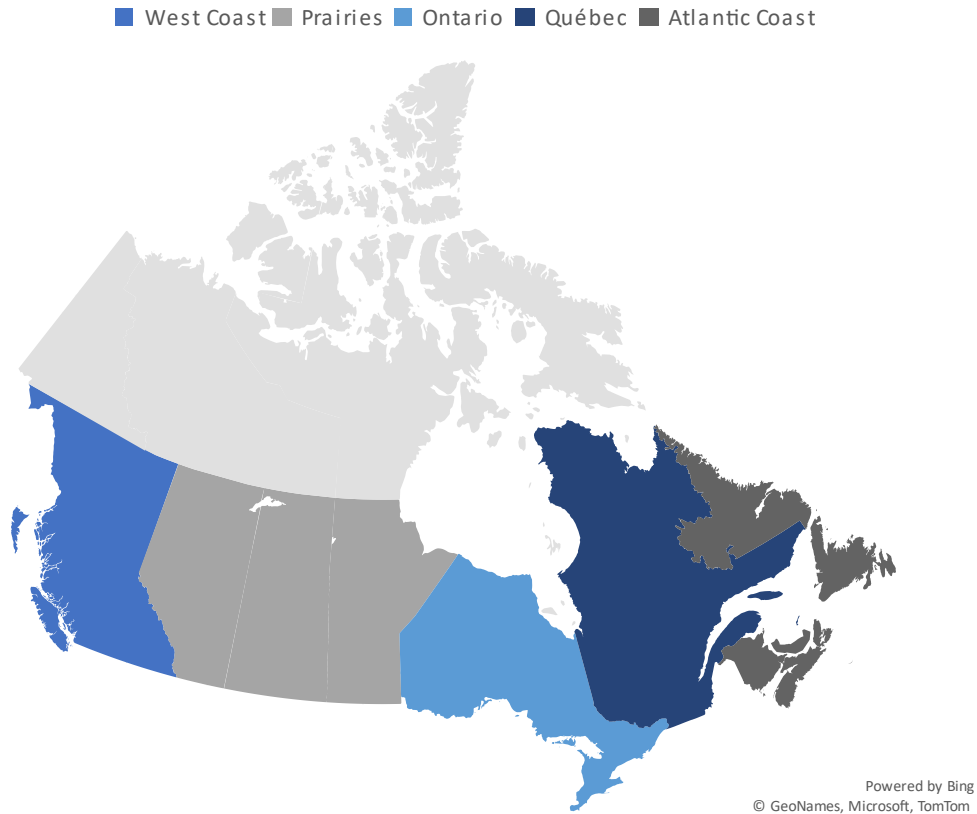 West Coast Prairies Ontario Québec Atlantic Coast
Powered by Bing
© GeoNames, Microsoft, TomTom